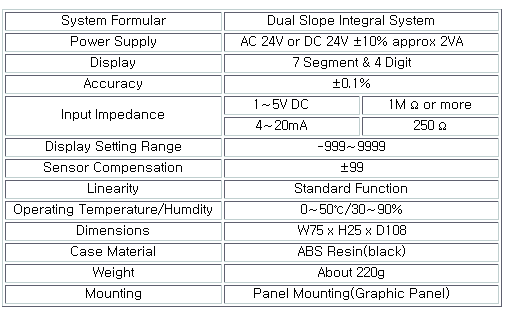 System Formular Dual Slope Integral System
Power Supply AC 24V or DC 24V ±10% approx 2VA
Display 7 Segment & 4 Digit
Accuracy ±0.1%
Input Impedance 1~5V DC 1M Ω or more
4~20mA 250 Ω
Display Setting Range -999~9999
Sensor Compensation ±99
Linearity Standard Function
Operating Temperature/Humdity 0~50℃/30~90%
Dimensions W75 x H25 x D108
Case Material ABS Resin(black)
Weight About 220g
Mounting Panel Mounting(Graphic Panel)